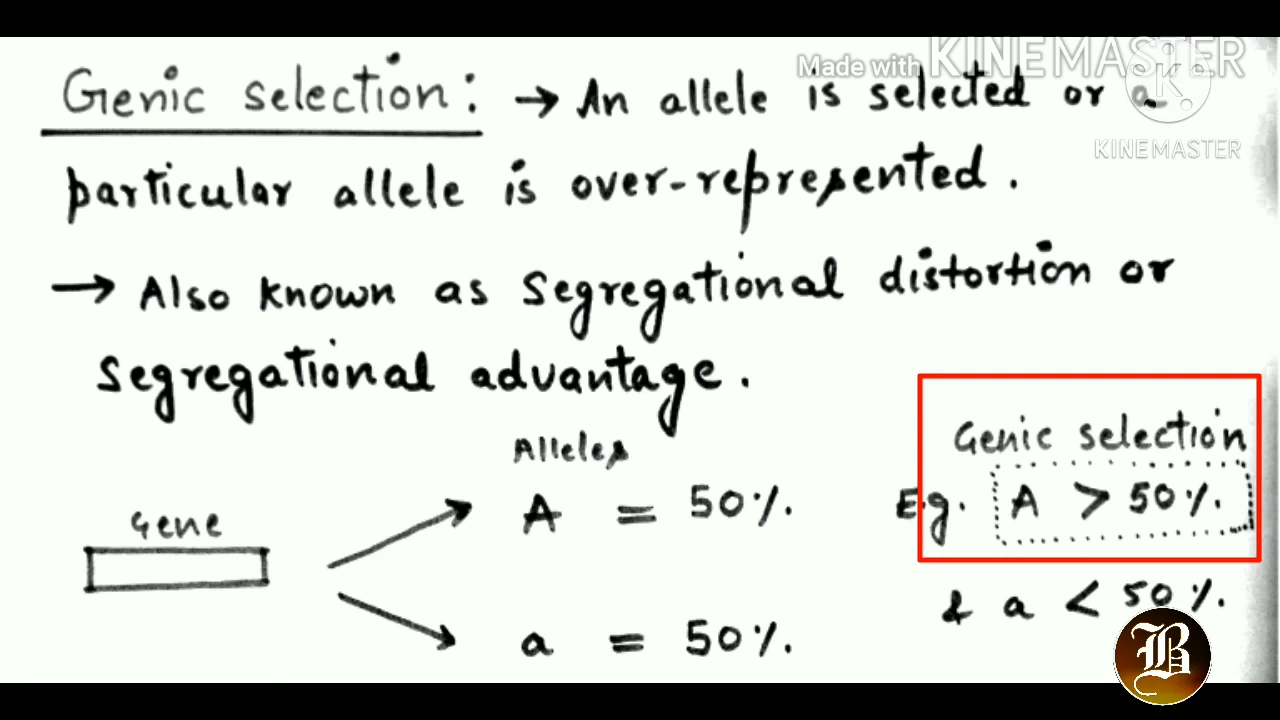 Made with KINEMASTER
K
KINEMASTER
Genic selection: → An allele is selected or a
particular allele is over-represented.
→ Also known as segregational distortion or
segregational advantage.
Alleles
Genic selection
Gene
A = 50%.
E.g. A > 50%.
a = 50%.
& a < 50%.
B